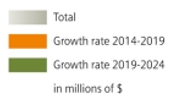 Total
Growth rate 2014-2019
Growth rate 2019-2024
in millions of $